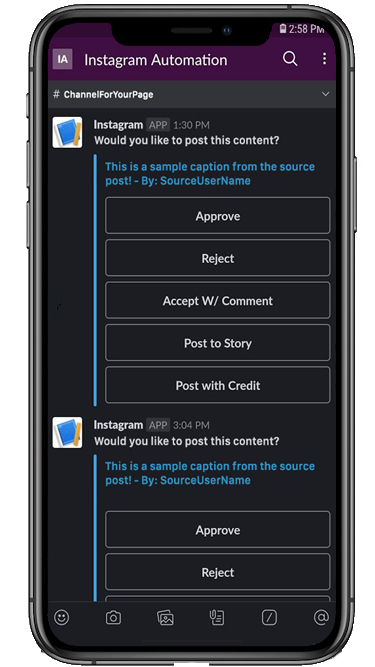 2:58 PM
IA Instagram Automation
# ChannelForYourPage
Instagram APP 1:30 PM
Would you like to post this content?
This is a sample caption from the source
post! - By: SourceUserName
Approve
Reject
Accept W/ Comment
Post to Story
Post with Credit
Instagram APP 3:04 PM
Would you like to post this content?
This is a sample caption from the source
post! - By: SourceUserName
Approve
Reject